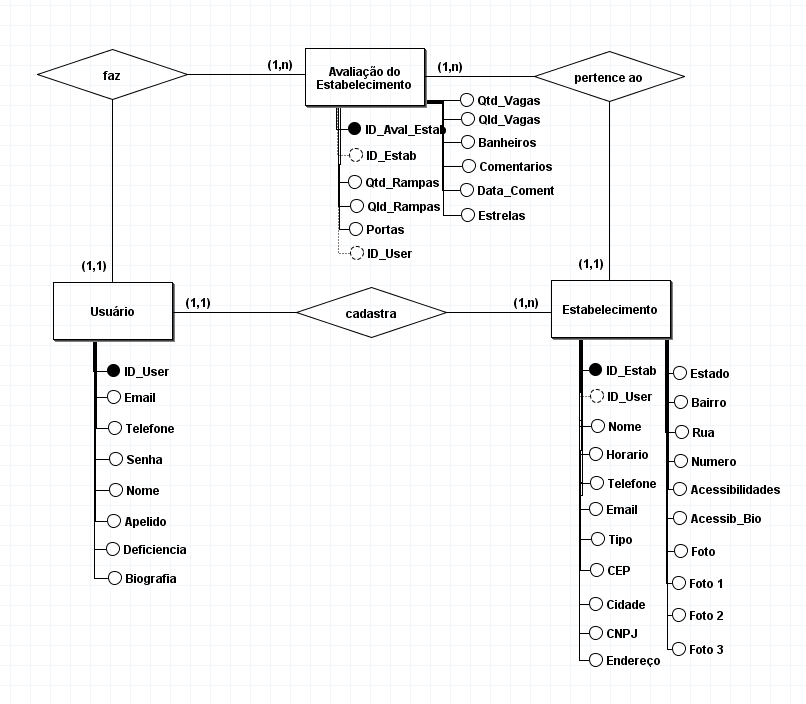 faz
(1,n)
Avaliação do
Estabelecimento
(1,n)
pertence ao
ID_Aval_Estab
ID_Estab
Qtd_Rampas
Qld_Rampas
Portas
ID_User
Qtd_Vagas
Qld_Vagas
Banheiros
Comentarios
Data_Coment
Estrelas
(1,1)
(1,1)
Usuário
(1,1)
cadastra
(1,n)
Estabelecimento
ID_User
Email
Telefone
Senha
Nome
Apelido
Deficiencia
Biografia
ID_Estab
ID_User
Nome
Horario
Telefone
Email
Tipo
CEP
Cidade
CNPJ
Endereço
Estado
Bairro
Rua
Numero
Acessibilidades
Acessib_Bio
Foto
Foto 1
Foto 2
Foto 3